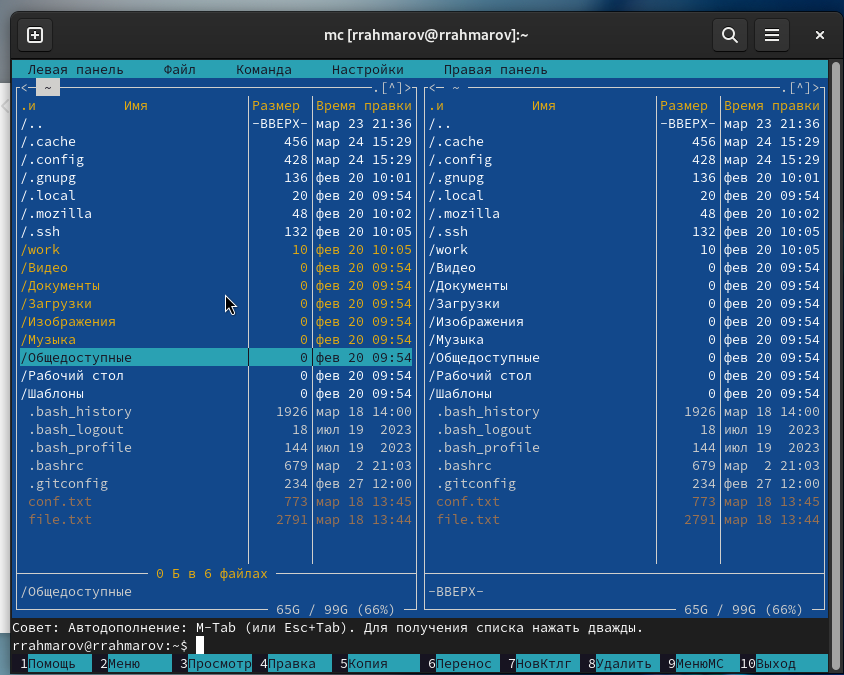 mc [rrahmarov@rrahmarov]:~
Левая панель Файл Команда Настройки Правая панель
<- ~ .[^]> <- ~ .[^]>
.и Имя Размер Время правки .и Имя Размер Время правки
/.. -ВВЕРХ- мар 23 21:36 /.. -ВВЕРХ- мар 23 21:36
/.cache 456 мар 24 15:29 /.cache 456 мар 24 15:29
/.config 428 мар 24 15:29 /.config 428 мар 24 15:29
/.gnupg 136 фев 20 10:01 /.gnupg 136 фев 20 10:01
/.local 20 фев 20 09:54 /.local 20 фев 20 09:54
/.mozilla 48 фев 20 10:02 /.mozilla 48 фев 20 10:02
/.ssh 132 фев 20 10:05 /.ssh 132 фев 20 10:05
/work 10 фев 20 10:05 /work 10 фев 20 10:05
/Видео 0 фев 20 09:54 /Видео 0 фев 20 09:54
/Документы 0 фев 20 09:54 /Документы 0 фев 20 09:54
/Загрузки 0 фев 20 09:54 /Загрузки 0 фев 20 09:54
/Изображения 0 фев 20 09:54 /Изображения 0 фев 20 09:54
/Музыка 0 фев 20 09:54 /Музыка 0 фев 20 09:54
/Общедоступные 0 фев 20 09:54 /Общедоступные 0 фев 20 09:54
/Рабочий стол 0 фев 20 09:54 /Рабочий стол 0 фев 20 09:54
/Шаблоны 0 фев 20 09:54 /Шаблоны 0 фев 20 09:54
.bash_history 1926 мар 18 14:00 .bash_history 1926 мар 18 14:00
.bash_logout 18 июл 19 2023 .bash_logout 18 июл 19 2023
.bash_profile 144 июл 19 2023 .bash_profile 144 июл 19 2023
.bashrc 679 мар 2 21:03 .bashrc 679 мар 2 21:03
.gitconfig 234 фев 27 12:00 .gitconfig 234 фев 27 12:00
conf.txt 773 мар 18 13:45 conf.txt 773 мар 18 13:45
file.txt 2791 мар 18 13:44 file.txt 2791 мар 18 13:44
0 Б в 6 файлах
/Общедоступные -ВВЕРХ-
65G / 99G (66%) 65G / 99G (66%)
Совет: Автодополнение: M-Tab (или Esc+Tab). Для получения списка нажать дважды.
rrahmarov@rrahmarov:~$
1Помощь 2Меню 3Просмотр 4Правка 5Копия 6Перенос 7НовКтлг 8Удалить 9МенюMC 10Выход